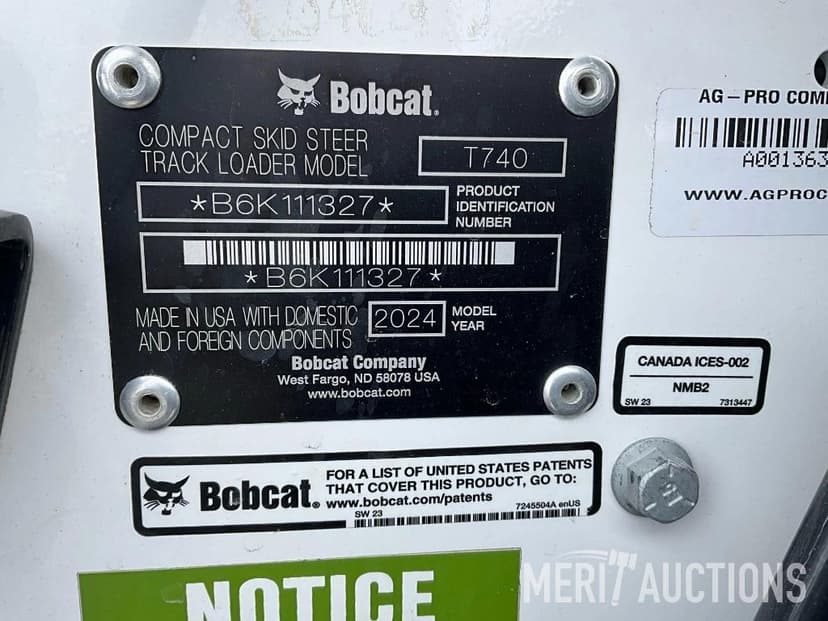 Bobcat.
COMPACT SKID STEER
TRACK LOADER MODEL
T740
*B6K111327*
PRODUCT
IDENTIFICATION
NUMBER
*B6K111327*
MADE IN USA WITH DOMESTIC
AND FOREIGN COMPONENTS
2024
MODEL
YEAR
Bobcat Company
West Fargo, ND 58078 USA
www.bobcat.com
AG-PRO COMP
A001363
WWW.AGPROC
CANADA ICES-002
NMB2
SW 23 7313447
Bobcat.
FOR A LIST OF UNITED STATES PATENTS
THAT COVER THIS PRODUCT, GO TO:
www.bobcat.com/patents
SW 23 7245504A enUS
NOTICE
MERIT AUCTIONS